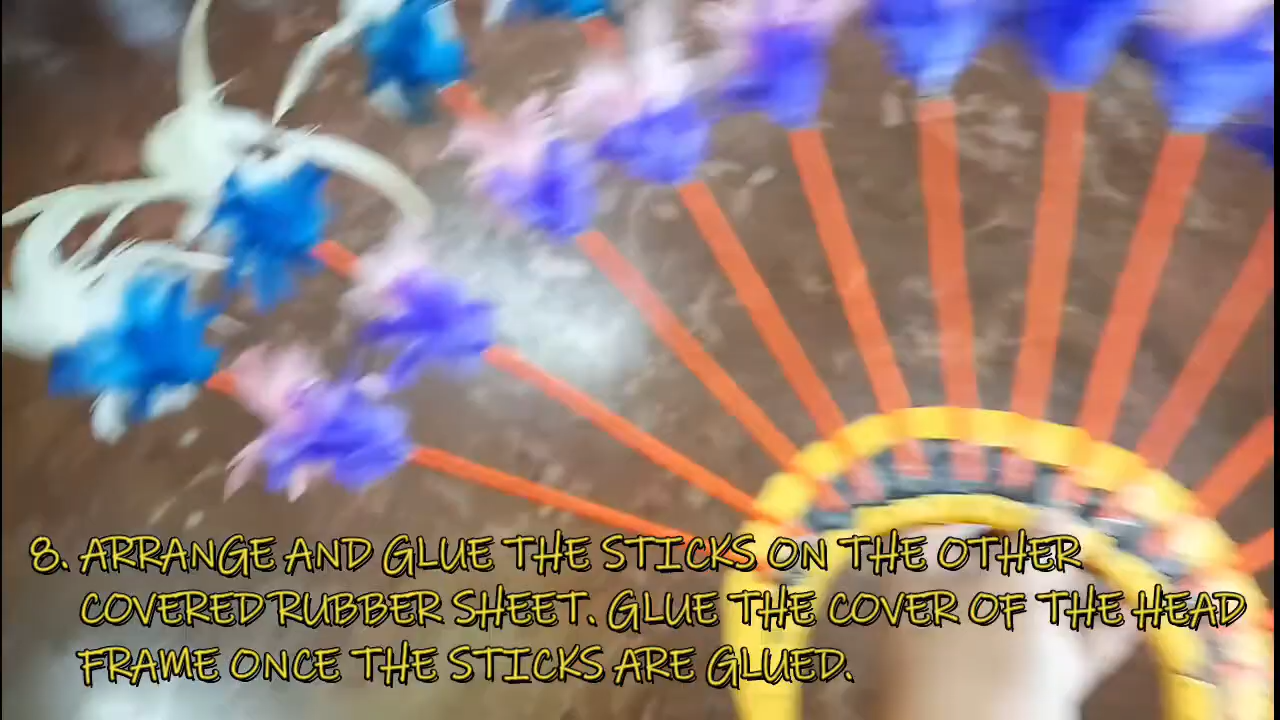 8. ARRANGE AND GLUE THE STICKS ON THE OTHER
COVERED RUBBER SHEET. GLUE THE COVER OF THE HEAD
FRAME ONCE THE STICKS ARE GLUED.